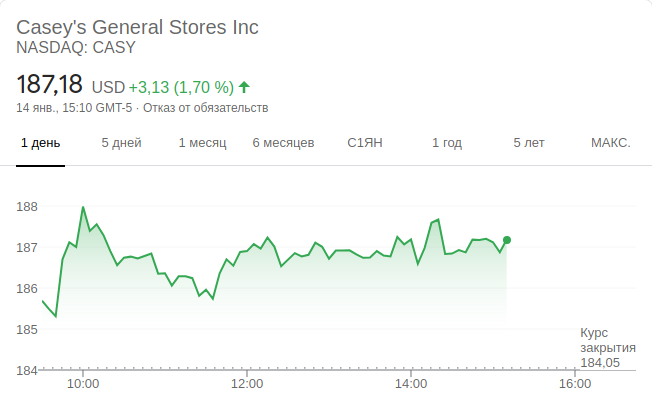 Casey's General Stores Inc
NASDAQ: CASY
187,18 USD +3,13 (1,70 %)
14 янв., 15:10 GMT-5 · Отказ от обязательств
1 день 5 дней 1 месяц 6 месяцев С1ЯН 1 год 5 лет МАКС.
188
187
186
185
Курс
закрытия
184,05
184
10:00 12:00 14:00 16:00